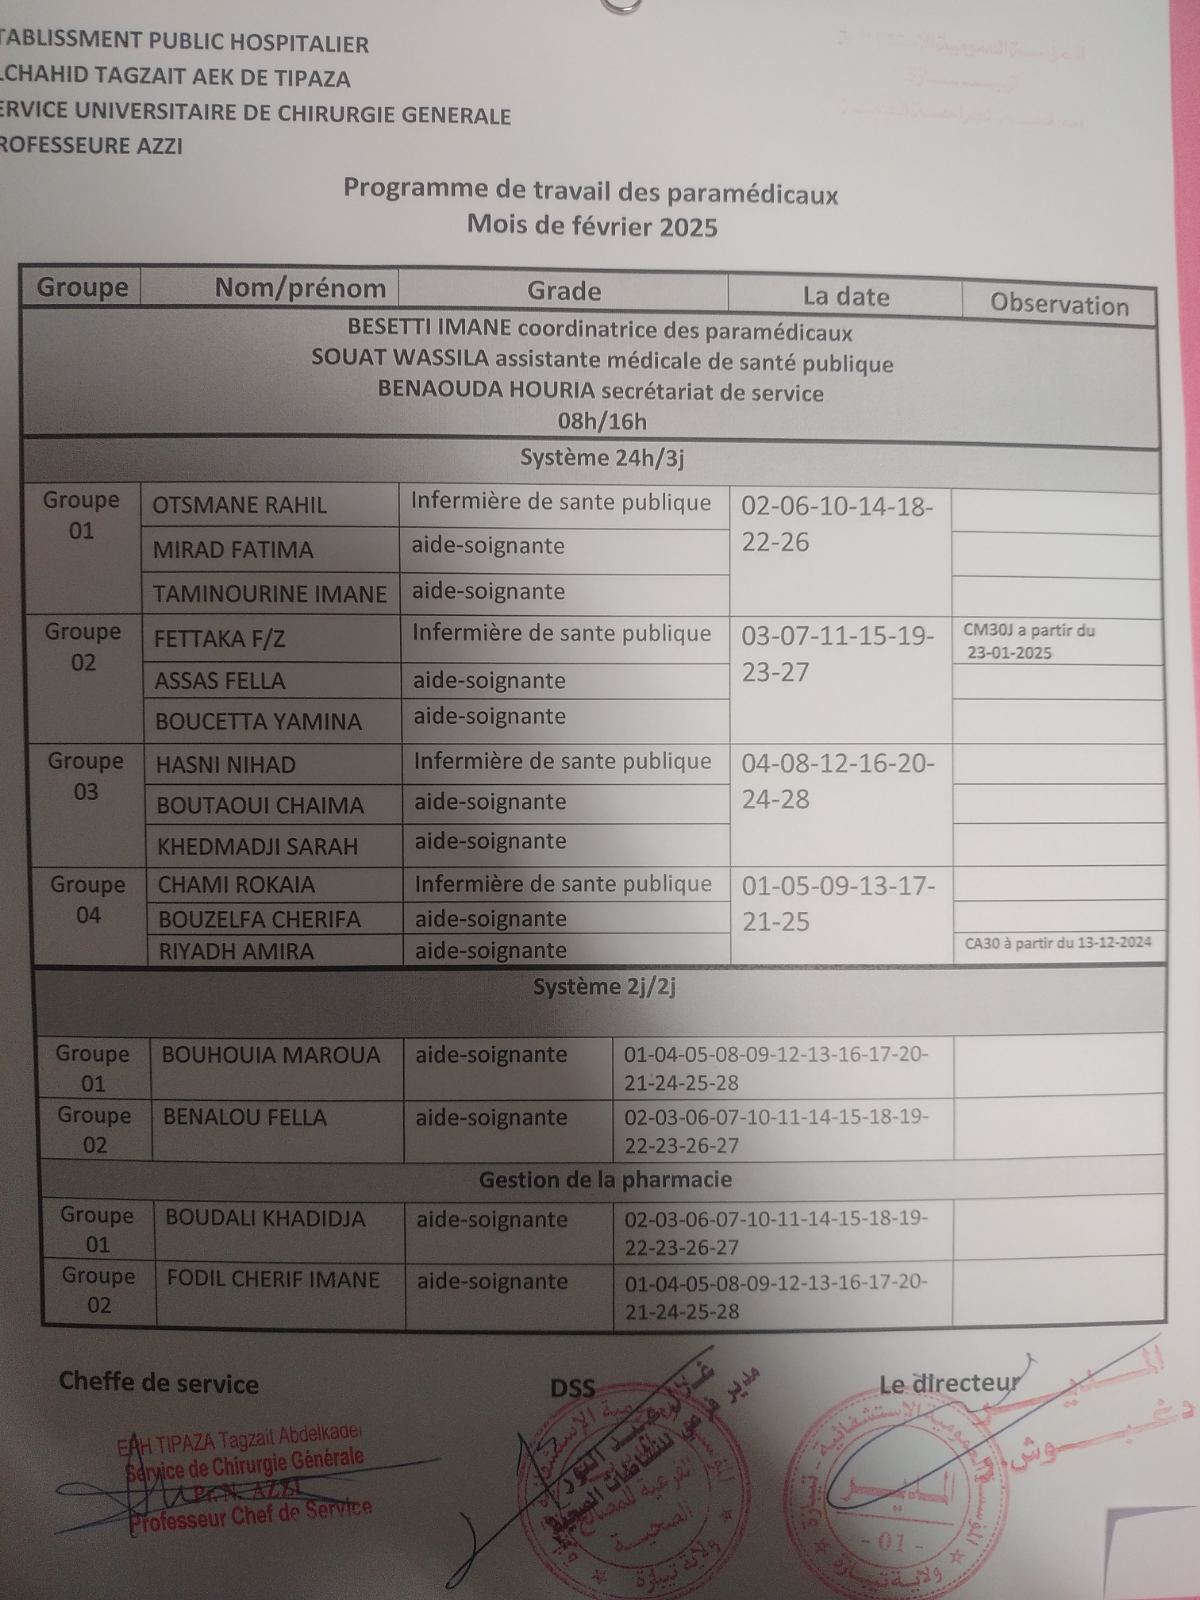 TABLISSMENT PUBLIC HOSPITALIER
LCHAHID TAGZAIT AEK DE TIPAZA
ERVICE UNIVERSITAIRE DE CHIRURGIE GENERALE
ROFESSEURE AZZI
Programme de travail des paramédicaux
Mois de février 2025
Groupe Nom/prénom Grade La date Observation
BESETTI IMANE coordinatrice des paramédicaux
SOUAT WASSILA assistante médicale de santé publique
BENAOUDA HOURIA secrétariat de service
08h/16h
Système 24h/3j
Groupe 01
OTSMANE RAHIL Infermière de sante publique 02-06-10-14-18-
22-26
MIRAD FATIMA aide-soignante
TAMINOURINE IMANE aide-soignante
Groupe 02
FETTAKA F/Z Infermière de sante publique 03-07-11-15-19-
23-27
CM30J a partir du
23-01-2025
ASSAS FELLA aide-soignante
BOUCETTA YAMINA aide-soignante
Groupe 03
HASNI NIHAD Infermière de sante publique 04-08-12-16-20-
24-28
BOUTAOUI CHAIMA aide-soignante
KHEDMADJI SARAH aide-soignante
Groupe 04
CHAMI ROKAIA Infermière de sante publique 01-05-09-13-17-
21-25
BOUZELFA CHERIFA aide-soignante
RIYADH AMIRA aide-soignante CA30 à partir du 13-12-2024
Système 2j/2j
Groupe 01
BOUHOUIA MAROUA aide-soignante 01-04-05-08-09-12-13-16-17-20-
21-24-25-28
Groupe 02
BENALOU FELLA aide-soignante 02-03-06-07-10-11-14-15-18-19-
22-23-26-27
Gestion de la pharmacie
Groupe 01
BOUDALI KHADIDJA aide-soignante 02-03-06-07-10-11-14-15-18-19-
22-23-26-27
Groupe 02
FODIL CHERIF IMANE aide-soignante 01-04-05-08-09-12-13-16-17-20-
21-24-25-28
Cheffe de service DSS Le directeur
EPH TIPAZA Tagzait Abdelkader
Service de Chirurgie Générale
Pr. N. AZZI
Professeur Chef de Service
الصحية
ولاية تيبازة
المدير
- 01 -
ولاية تيبازة
المدير
دغبوش